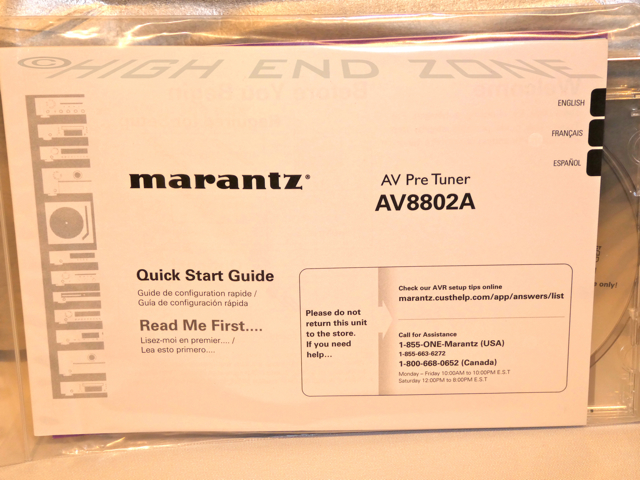 ©HIGH END ZONE
ENGLISH
FRANÇAIS
ESPAÑOL
marantz®
AV Pre Tuner
AV8802A
Quick Start Guide
Guide de configuration rapide /
Guía de configuración rápida
Read Me First....
Lisez-moi en premier.... /
Lea esto primero....
Please do not
return this unit
to the store.
If you need
help...
Check our AVR setup tips online
marantz.custhelp.com/app/answers/list
Call for Assistance
1-855-ONE-Marantz (USA)
1-855-663-6272
1-800-668-0652 (Canada)
Monday – Friday 10:00AM to 10:00PM E.S.T
Saturday 12:00PM to 8:00PM E.S.T
only!